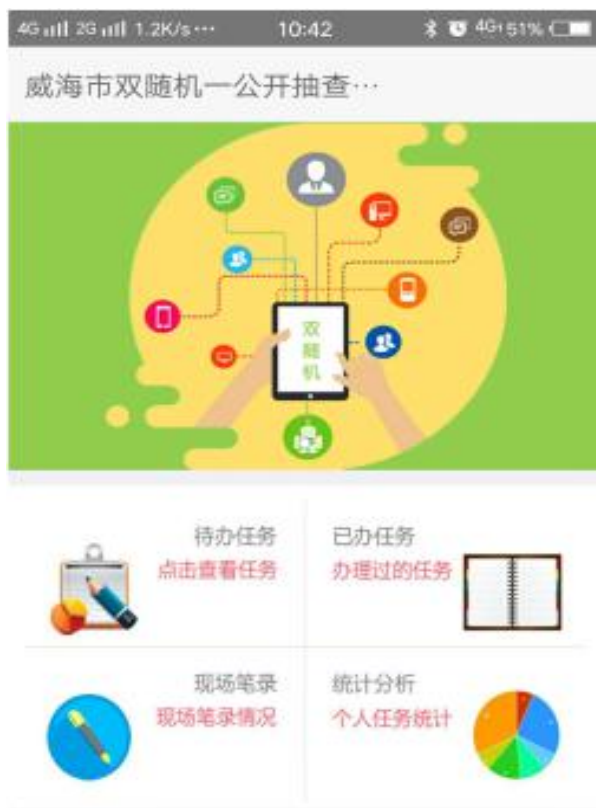 4G 2G 1.2K/s··· 10:42 4G+ 51%
威海市双随机一公开抽查···
双
随
机
待办任务
点击查看任务
已办任务
办理过的任务
现场笔录
现场笔录情况
统计分析
个人任务统计